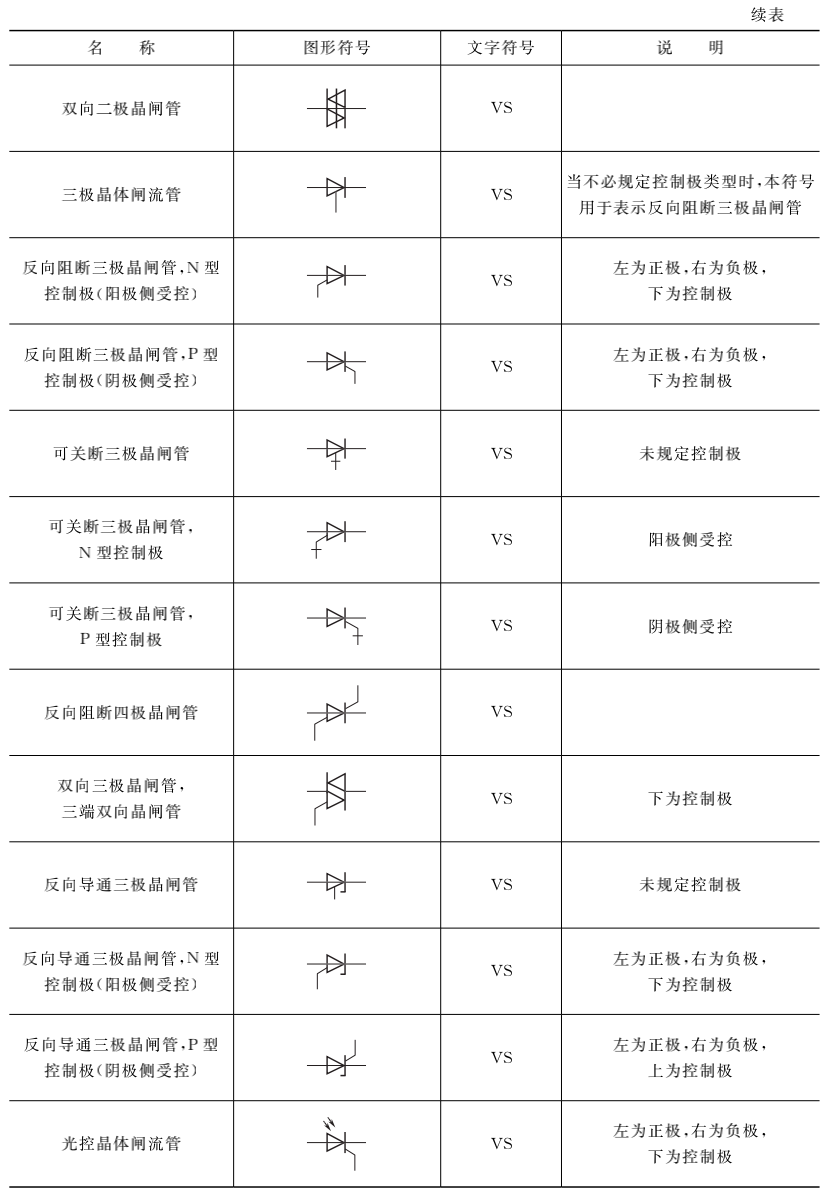 续表
名 称 图形符号 文字符号 说 明
双向二极晶闸管 VS
三极晶体闸流管 VS 当不必规定控制极类型时,本符号
用于表示反向阻断三极晶闸管
反向阻断三极晶闸管,N 型
控制极(阳极侧受控) VS 左为正极,右为负极,
下为控制极
反向阻断三极晶闸管,P 型
控制极(阴极侧受控) VS 左为正极,右为负极,
下为控制极
可关断三极晶闸管 VS 未规定控制极
可关断三极晶闸管,
N 型控制极 VS 阳极侧受控
可关断三极晶闸管,
P 型控制极 VS 阴极侧受控
反向阻断四极晶闸管 VS
双向三极晶闸管,
三端双向晶闸管 VS 下为控制极
反向导通三极晶闸管 VS 未规定控制极
反向导通三极晶闸管,N 型
控制极(阳极侧受控) VS 左为正极,右为负极,
下为控制极
反向导通三极晶闸管,P 型
控制极(阴极侧受控) VS 左为正极,右为负极,
上为控制极
光控晶体闸流管 VS 左为正极,右为负极,
下为控制极